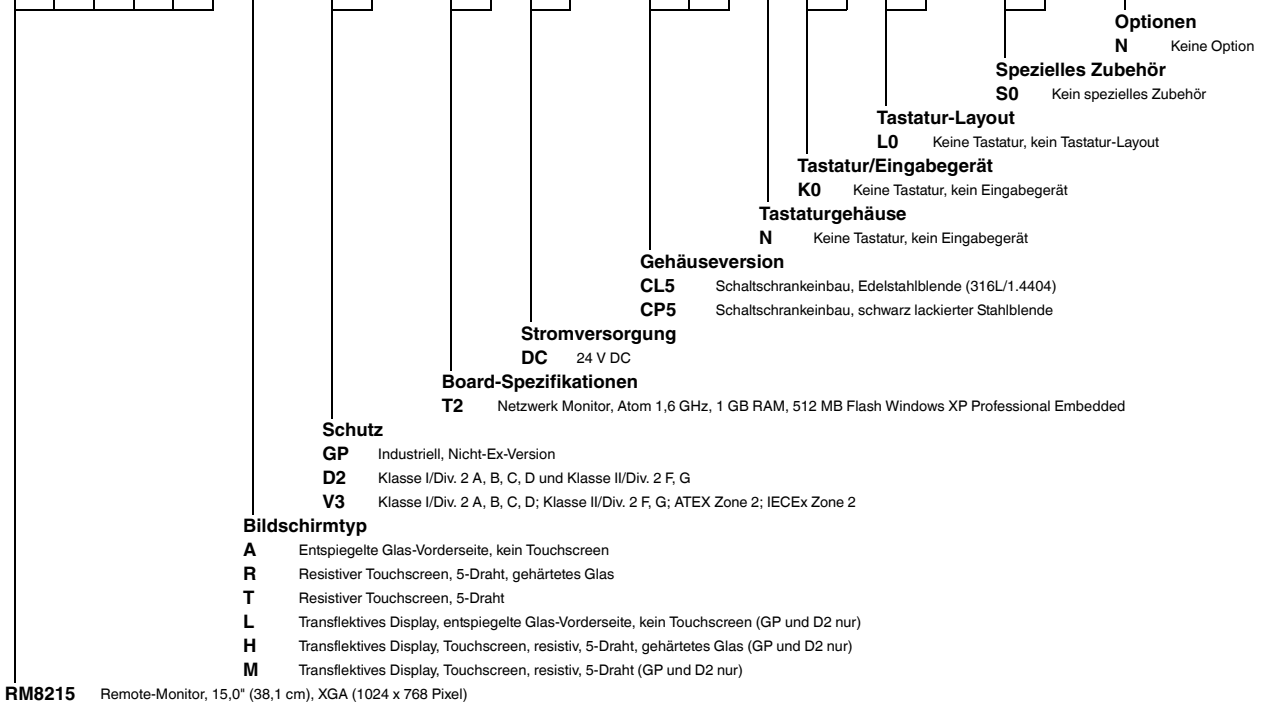 Optionen
N Keine Option
Spezielles Zubehör
S0 Kein spezielles Zubehör
Tastatur-Layout
L0 Keine Tastatur, kein Tastatur-Layout
Tastatur/Eingabegerät
K0 Keine Tastatur, kein Eingabegerät
Tastaturgehäuse
N Keine Tastatur, kein Eingabegerät
Gehäuseversion
CL5 Schaltschrankeinbau, Edelstahlblende (316L/1.4404)
CP5 Schaltschrankeinbau, schwarz lackierter Stahlblende
Stromversorgung
DC 24 V DC
Board-Spezifikationen
T2 Netzwerk Monitor, Atom 1,6 GHz, 1 GB RAM, 512 MB Flash Windows XP Professional Embedded
Schutz
GP Industriell, Nicht-Ex-Version
D2 Klasse I/Div. 2 A, B, C, D und Klasse II/Div. 2 F, G
V3 Klasse I/Div. 2 A, B, C, D; Klasse II/Div. 2 F, G; ATEX Zone 2; IECEx Zone 2
Bildschirmtyp
A Entspiegelte Glas-Vorderseite, kein Touchscreen
R Resistiver Touchscreen, 5-Draht, gehärtetes Glas
T Resistiver Touchscreen, 5-Draht
L Transflektives Display, entspiegelte Glas-Vorderseite, kein Touchscreen (GP und D2 nur)
H Transflektives Display, Touchscreen, resistiv, 5-Draht, gehärtetes Glas (GP und D2 nur)
M Transflektives Display, Touchscreen, resistiv, 5-Draht (GP und D2 nur)
RM8215 Remote-Monitor, 15,0" (38,1 cm), XGA (1024 x 768 Pixel)